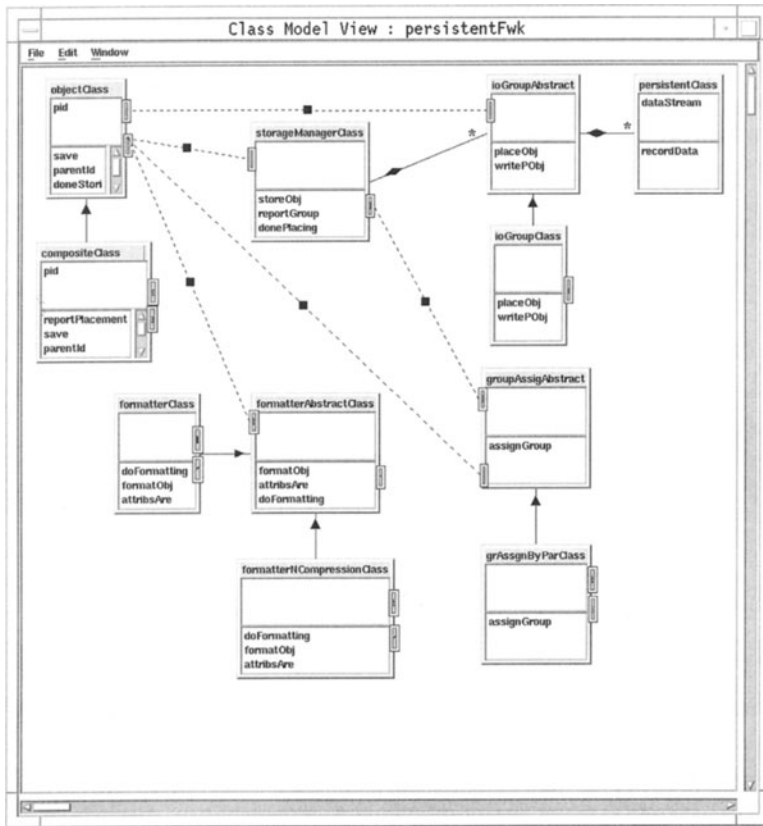 Class Model View : persistentFwk
File Edit Window
objectClass
pid
save
parentId
doneStori
storageManagerClass
storeObj
reportGroup
donePlacing
*
ioGroupAbstract
placeObj
writePObj
*
persistentClass
dataStream
recordData
compositeClass
pid
reportPlacement
save
parentId
ioGroupClass
placeObj
writePObj
formatterClass
doFormatting
formatObj
attribsAre
formatterAbstractClass
formatObj
attribsAre
doFormatting
groupAssigAbstract
assignGroup
formatterNCompressionClass
doFormatting
formatObj
attribsAre
grAssgnByParClass
assignGroup